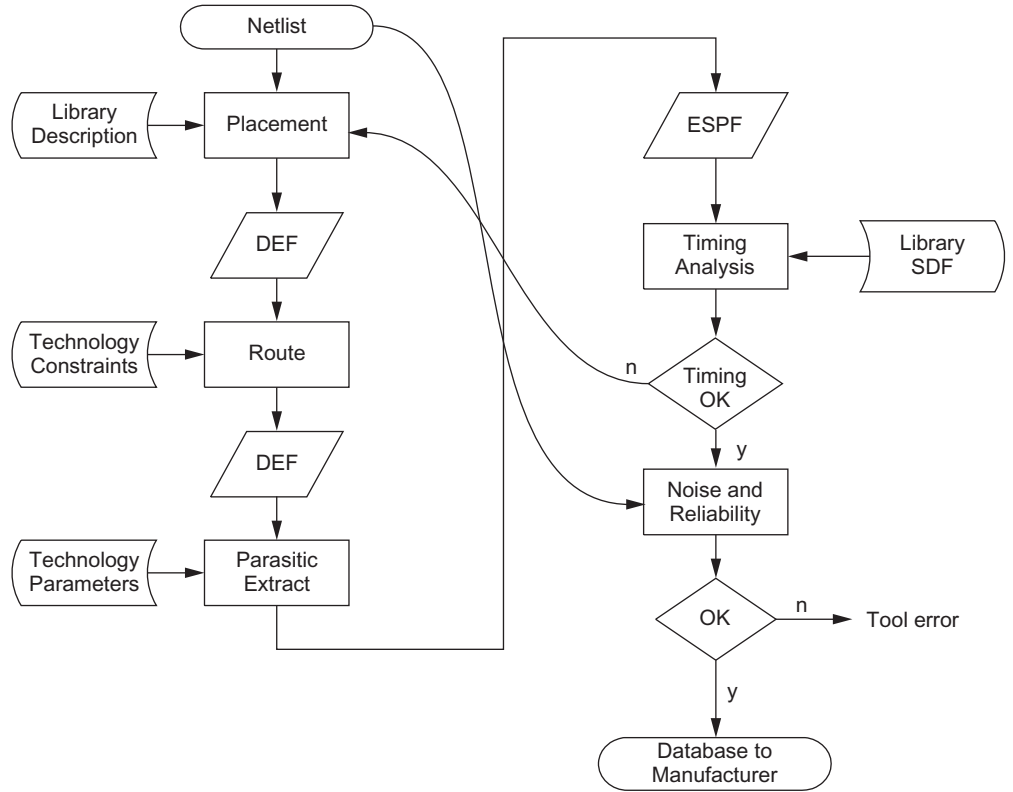 Netlist
Library
Description
Placement
DEF
Technology
Constraints
Route
DEF
Technology
Parameters
Parasitic
Extract
ESPF
Timing
Analysis
Library
SDF
n
Timing
OK
y
Noise and
Reliability
OK
n
Tool error
y
Database to
Manufacturer